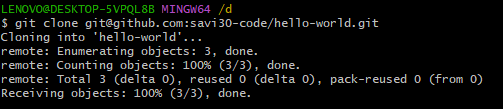 LENOVO@DESKTOP-5VPQL8B MINGW64 /d
$ git clone git@github.com:savi30-code/hello-world.git
Cloning into 'hello-world'...
remote: Enumerating objects: 3, done.
remote: Counting objects: 100% (3/3), done.
remote: Total 3 (delta 0), reused 0 (delta 0), pack-reused 0 (from 0)
Receiving objects: 100% (3/3), done.